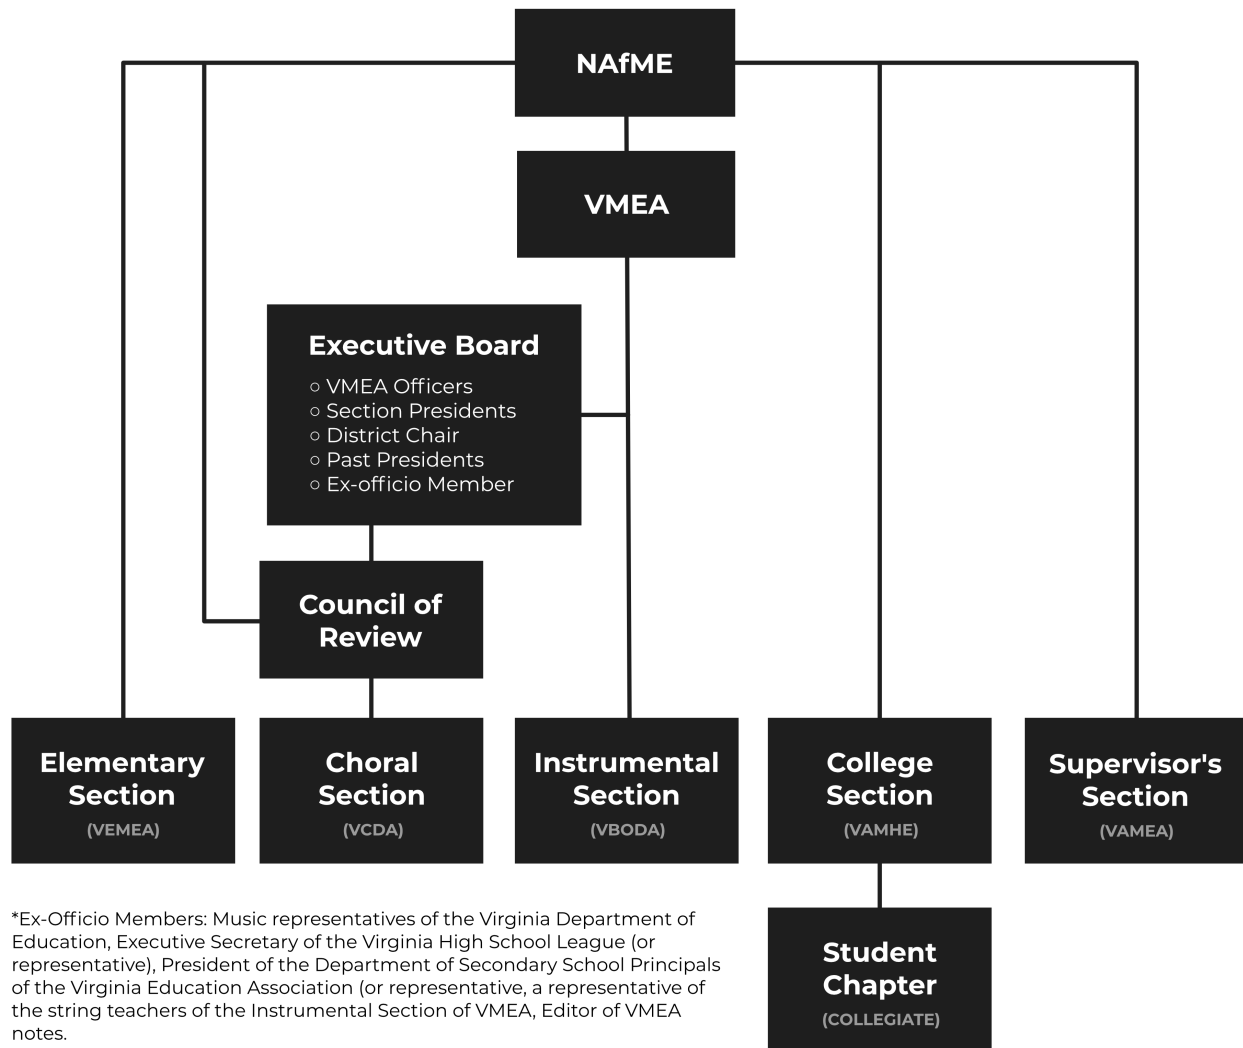 NAfME
VMEA
Executive Board
○ VMEA Officers
○ Section Presidents
○ District Chair
○ Past Presidents
○ Ex-officio Member
Council of
Review
Elementary
Section
(VEMEA)
Choral
Section
(VCDA)
Instrumental
Section
(VBODA)
College
Section
(VAMHE)
Supervisor's
Section
(VAMEA)
Student
Chapter
(COLLEGIATE)
*Ex-Officio Members: Music representatives of the Virginia Department of
Education, Executive Secretary of the Virginia High School League (or
representative), President of the Department of Secondary School Principals
of the Virginia Education Association (or representative, a representative of
the string teachers of the Instrumental Section of VMEA, Editor of VMEA
notes.